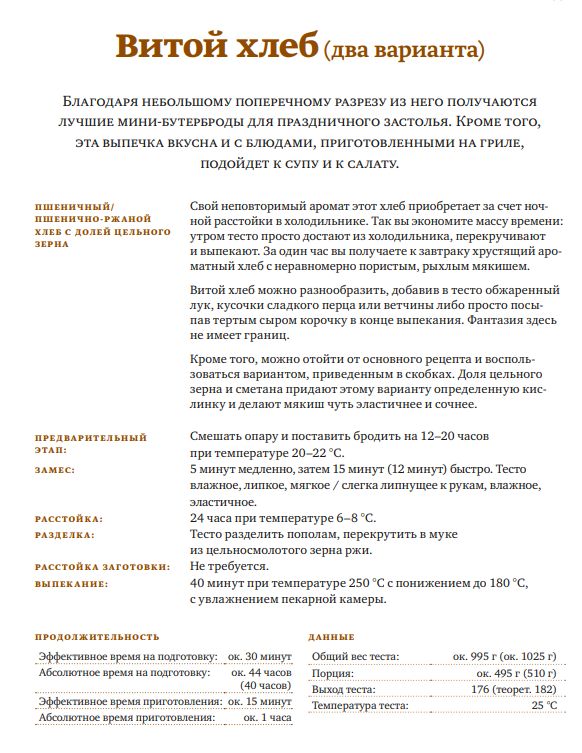 Витой хлеб (два варианта)
Благодаря небольшому поперечному разрезу из него получаются
лучшие мини-бутерброды для праздничного застолья. Кроме того,
эта выпечка вкусна и с блюдами, приготовленными на гриле,
подойдет к супу и к салату.
пшеничный/
пшенично-ржаной
хлеб с долей цельного
зерна
Свой неповторимый аромат этот хлеб приобретает за счет ноч-
ной расстойки в холодильнике. Так вы экономите массу времени:
утром тесто просто достают из холодильника, перекручивают
и выпекают. За один час вы получаете к завтраку хрустящий аро-
матный хлеб с неравномерно пористым, рыхлым мякишем.
Витой хлеб можно разнообразить, добавив в тесто обжаренный
лук, кусочки сладкого перца или ветчины либо просто посы-
пав тертым сыром корочку в конце выпекания. Фантазия здесь
не имеет границ.
Кроме того, можно отойти от основного рецепта и восполь-
зоваться вариантом, приведенным в скобках. Доля цельного
зерна и сметана придают этому варианту определенную кис-
линку и делают мякиш чуть эластичнее и сочнее.
предварительный
этап:
Смешать опару и поставить бродить на 12–20 часов
при температуре 20–22 °C.
замес:
5 минут медленно, затем 15 минут (12 минут) быстро. Тесто
влажное, липкое, мягкое / слегка липнущее к рукам, влажное,
эластичное.
расстойка:
24 часа при температуре 6–8 °C.
разделка:
Тесто разделить пополам, перекрутить в муке
из цельносмолотого зерна ржи.
расстойка заготовки:
Не требуется.
выпекание:
40 минут при температуре 250 °C с понижением до 180 °C,
с увлажнением пекарной камеры.
продолжительность
Эффективное время на подготовку: ок. 30 минут
Абсолютное время на подготовку: ок. 44 часов
(40 часов)
Эффективное время приготовления: ок. 15 минут
Абсолютное время приготовления: ок. 1 часа
данные
Общий вес теста: ок. 995 г (ок. 1025 г)
Порция: ок. 495 г (510 г)
Выход теста: 176 (теорет. 182)
Температура теста: 25 °C